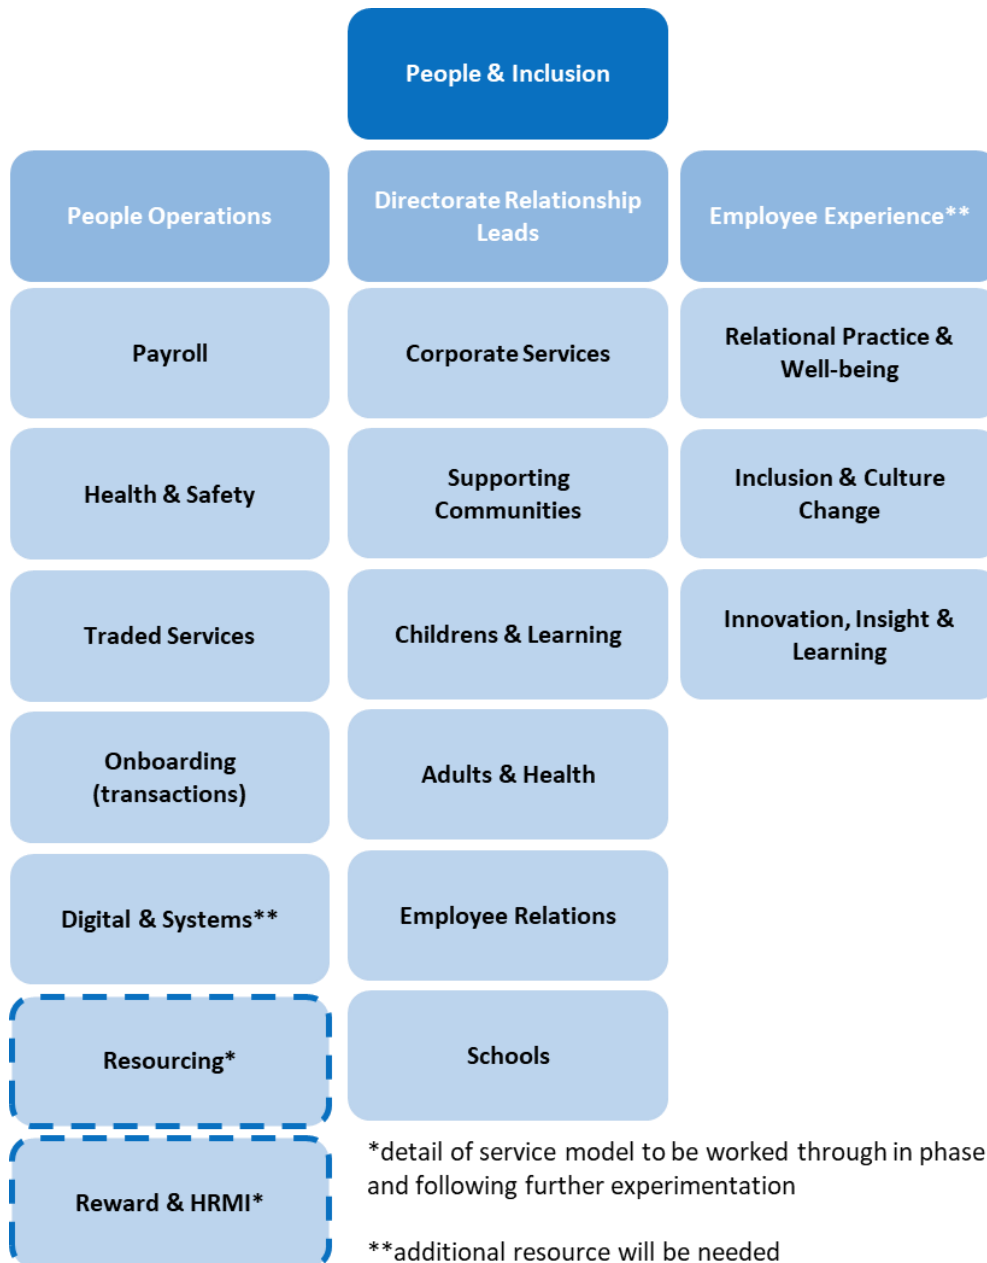 People & Inclusion
People Operations
Directorate Relationship
Leads
Employee Experience**
Payroll
Corporate Services
Relational Practice &
Well-being
Health & Safety
Supporting
Communities
Inclusion & Culture
Change
Traded Services
Childrens & Learning
Innovation, Insight &
Learning
Onboarding
(transactions)
Adults & Health
Digital & Systems**
Employee Relations
Resourcing*
Schools
Reward & HRMI*
*detail of service model to be worked through in phase
and following further experimentation
**additional resource will be needed